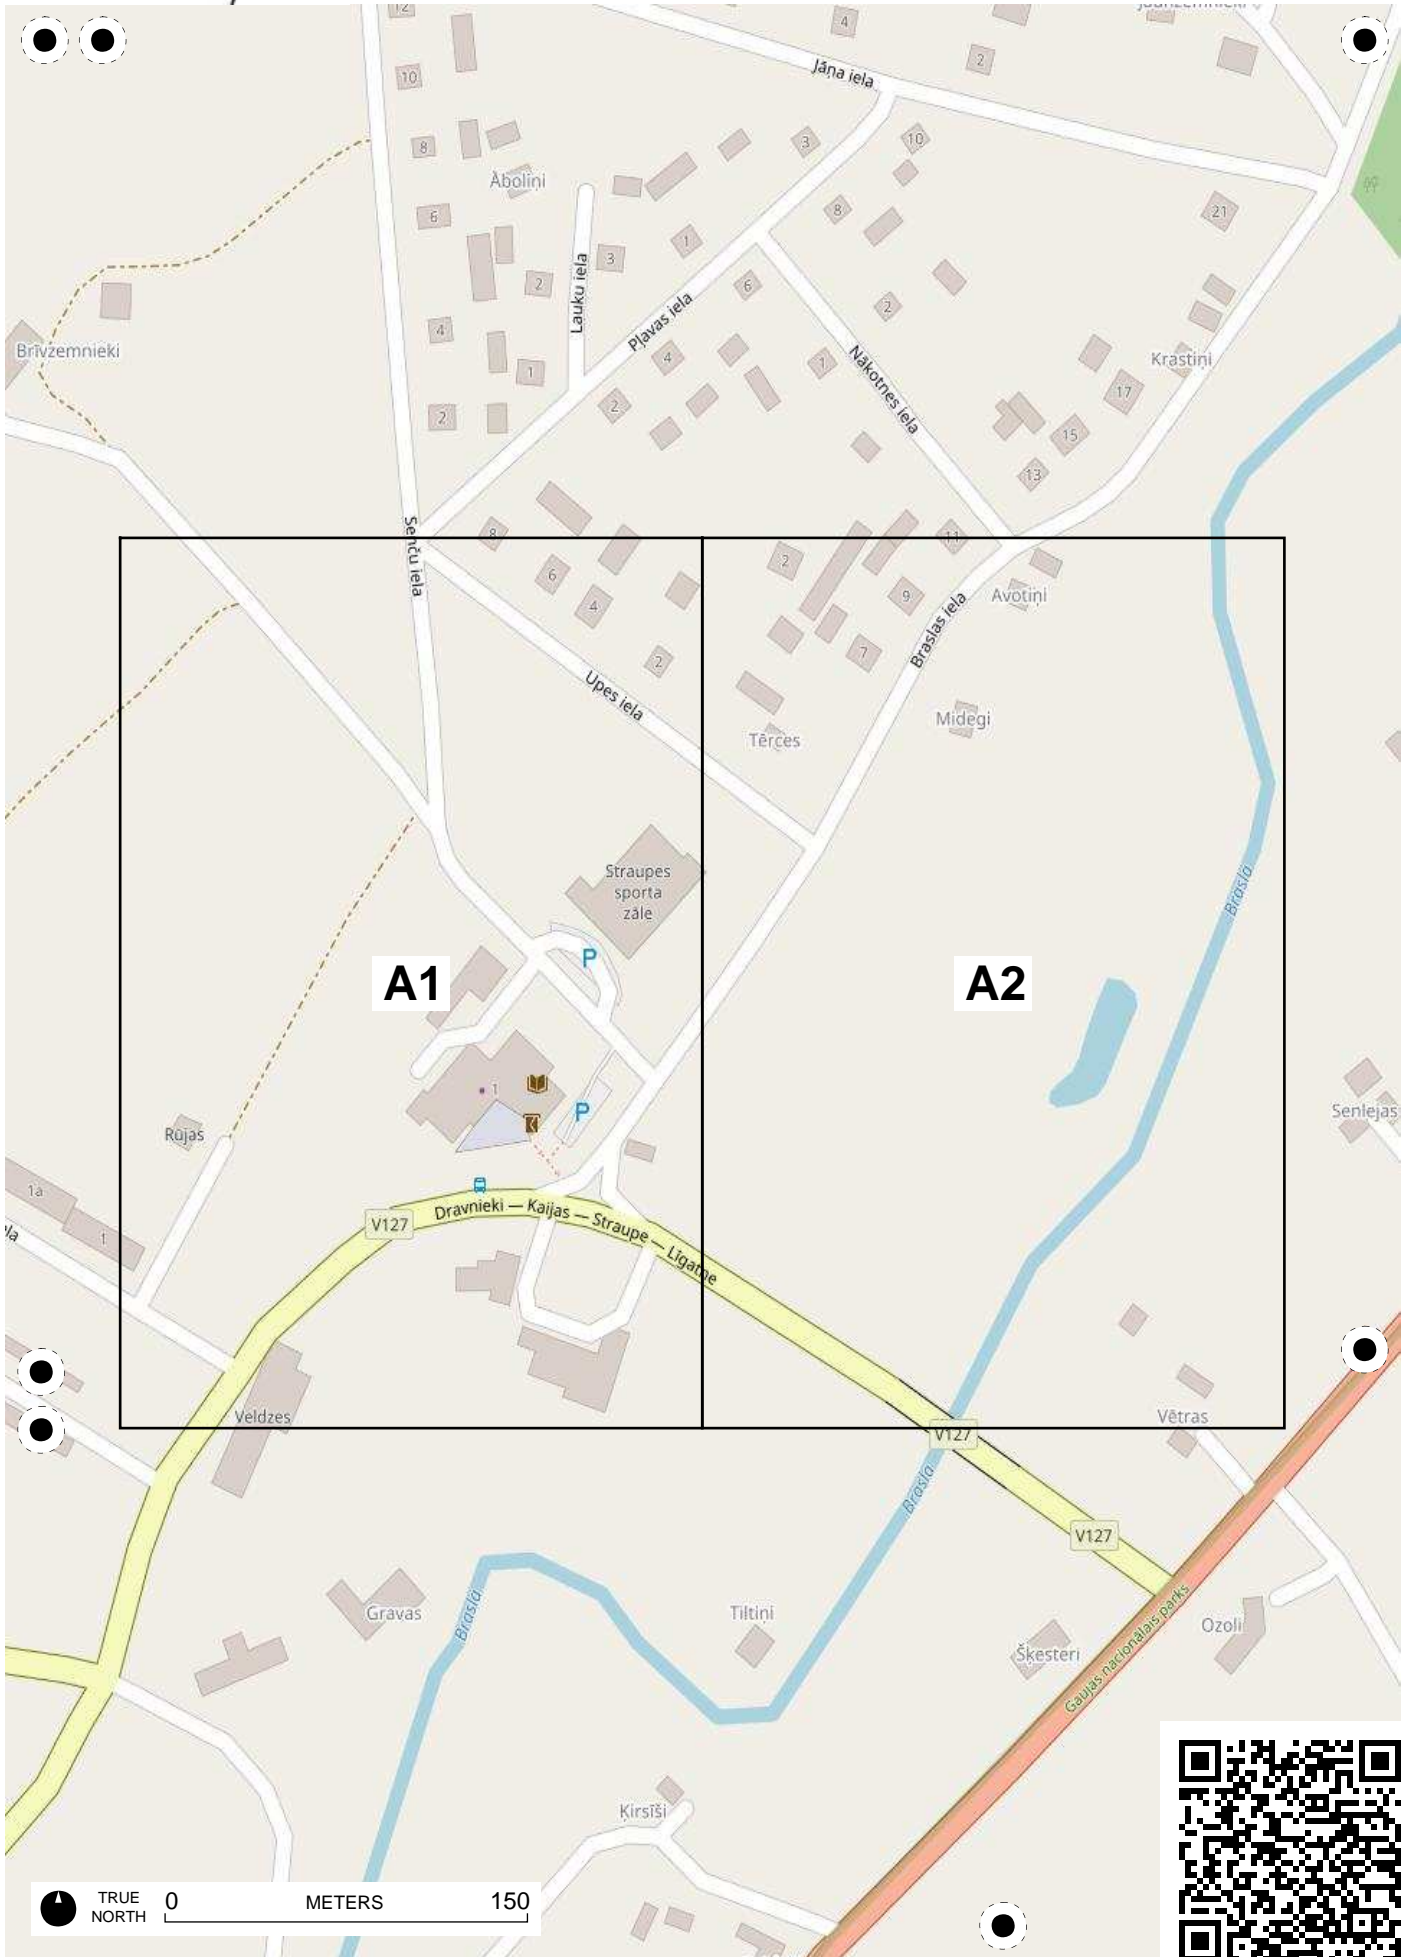 12
4
Jāņa iela
2
10
8
Āboliņi
3
10
6
8
21
Lauku iela
3
1
2
6
Pļavas iela
2
4
Brīvzemnieki
1
4
1
Nākotnes iela
Krastiņi
17
2
2
15
13
Senču iela
8
11
2
6
4
9
Avotiņi
Braslas iela
7
2
Upes iela
Midegi
Tērces
Straupes
sporta
zāle
Brasla
P
A1
A2
1
P
Rūjas
Senlejas
1a
1
V127
Dravnieki — Kaijas — Straupe — Līgatne
Veldzes
Vētras
V127
Brasla
V127
Gravas
Brasla
Tiltiņi
Šķesteri
Ozoli
Gaujas nacionālais parks
Ķirsīši
TRUE
NORTH
0 METERS 150